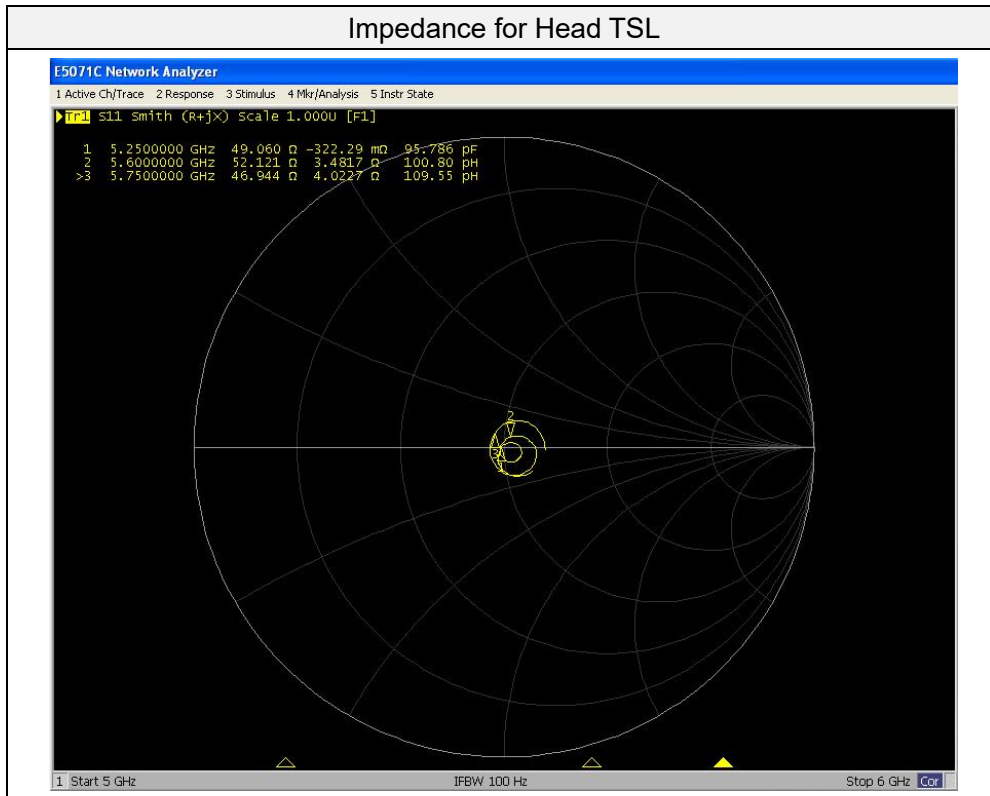 Impedance for Head TSL
E5071C Network Analyzer
1 Active Ch/Trace 2 Response 3 Stimulus 4 Mkr/Analysis 5 Instr State
Tr1 S11 Smith (R+jX) Scale 1.000U [F1]
1 5.2500000 GHz 49.060 Ω -322.29 mΩ 95.786 pF
2 5.6000000 GHz 52.121 Ω 3.4817 Ω 100.80 pH
>3 5.7500000 GHz 46.944 Ω 4.0227 Ω 109.55 pH
2
3
1 Start 5 GHz IFBW 100 Hz Stop 6 GHz Cor